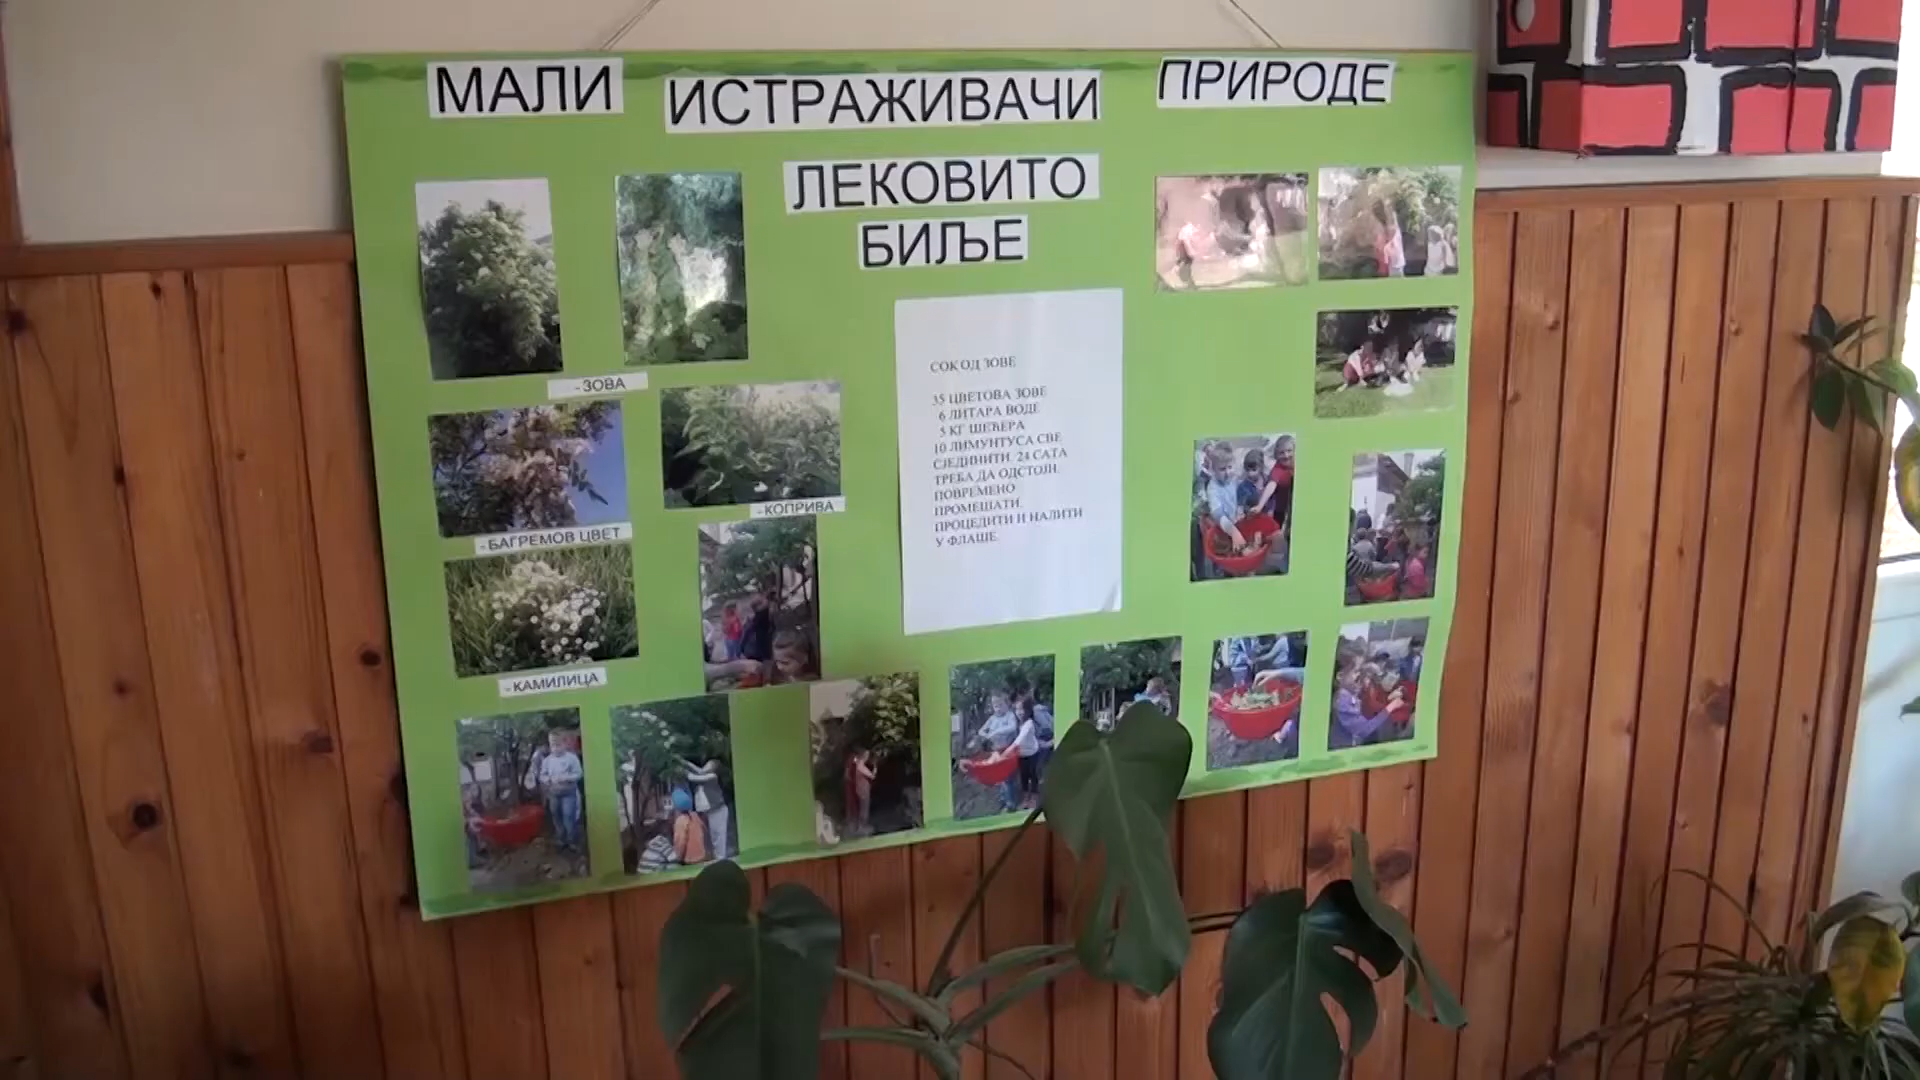 МАЛИ ИСТРАЖИВАЧИ ПРИРОДЕ
ЛЕКОВИТО
БИЉЕ
-ЗОВА
-КОПРИВА
-БАГРЕМОВ ЦВЕТ
-КАМИЛИЦА
СОК ОД ЗОВЕ
35 ЦВЕТОВА ЗОВЕ
6 ЛИТАРА ВОДЕ
5 КГ ШЕЋЕРА
10 ЛИМУНТУСА СВЕ
СЈЕДИНИТИ. 24 САТА
ТРЕБА ДА ОДСТОЈИ.
ПОВРЕМЕНО
ПРОМЕШАТИ.
ПРОЦЕДИТИ И НАЛИТИ
У ФЛАШЕ.